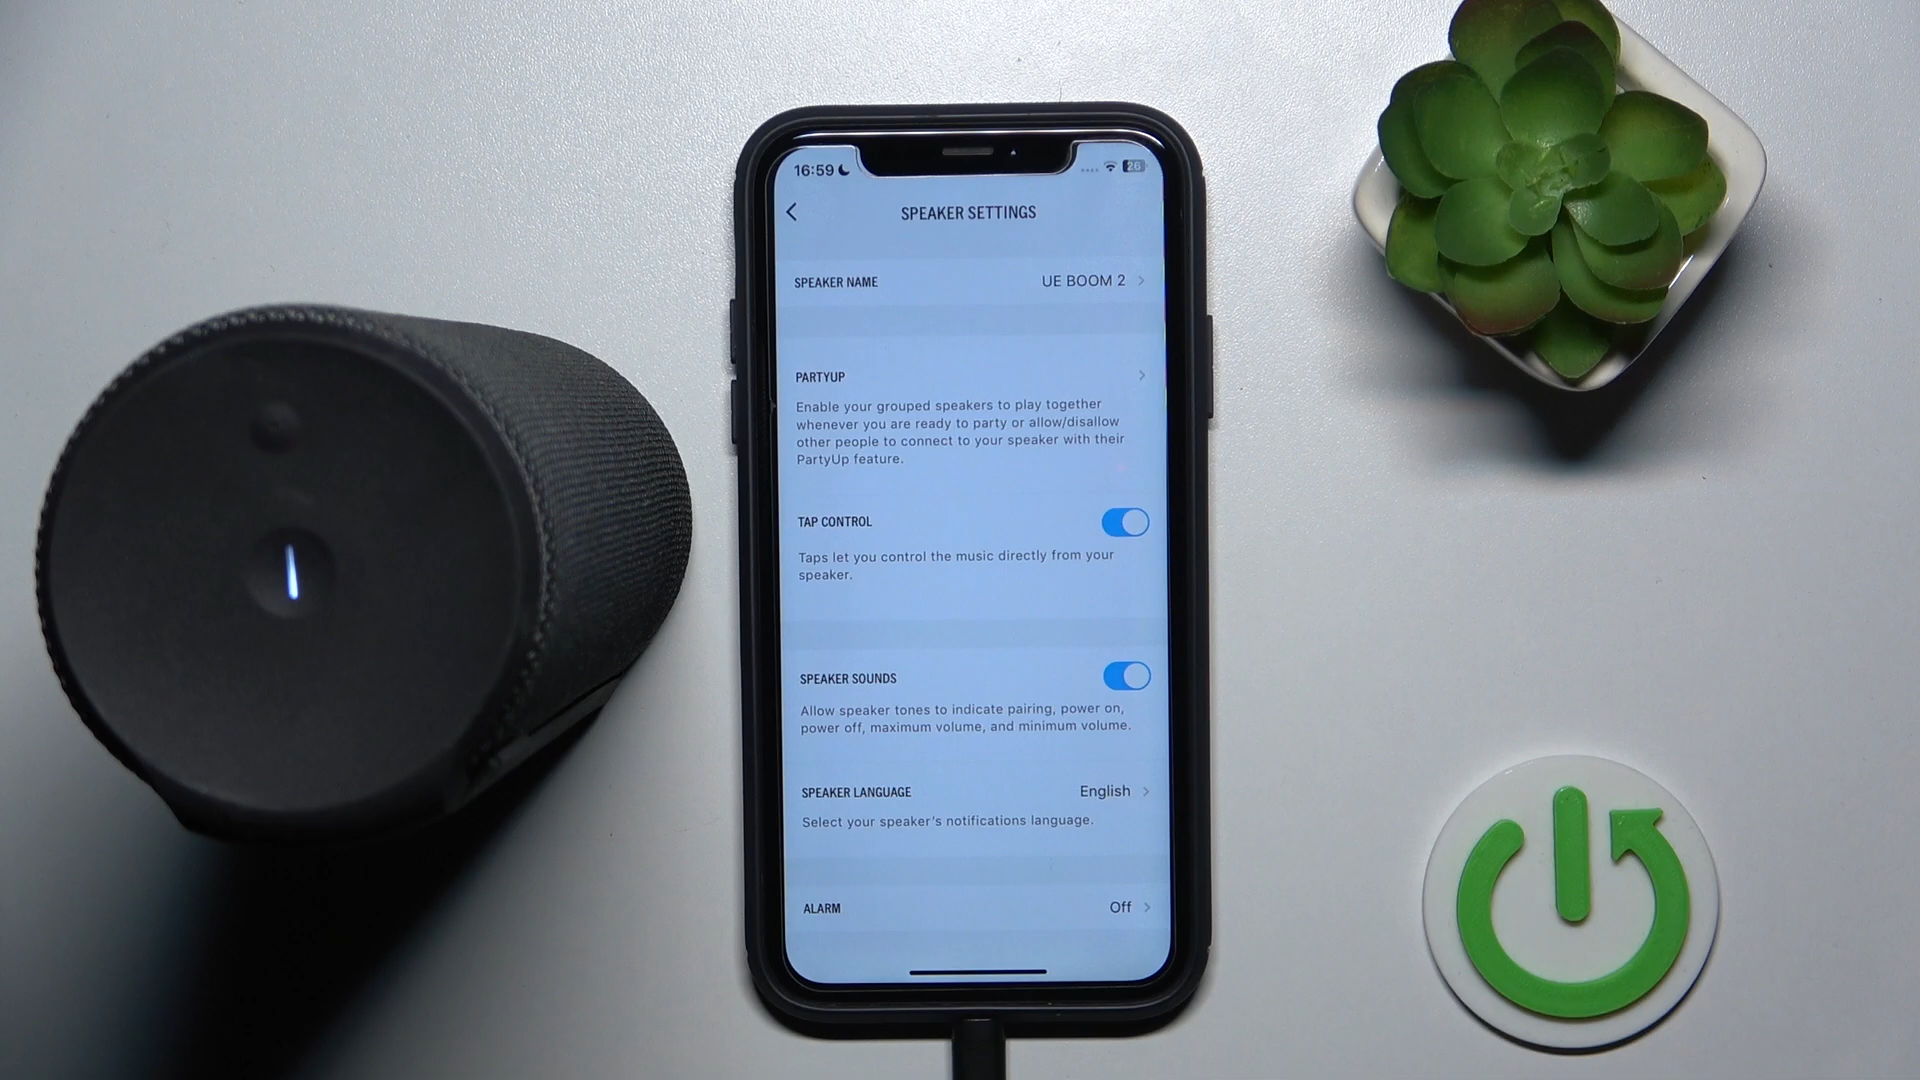 16:59
26
SPEAKER SETTINGS
SPEAKER NAME UE BOOM 2
PARTYUP
Enable your grouped speakers to play together
whenever you are ready to party or allow/disallow
other people to connect to your speaker with their
PartyUp feature.
TAP CONTROL
Taps let you control the music directly from your
speaker.
SPEAKER SOUNDS
Allow speaker tones to indicate pairing, power on,
power off, maximum volume, and minimum volume.
SPEAKER LANGUAGE English
Select your speaker's notifications language.
ALARM Off